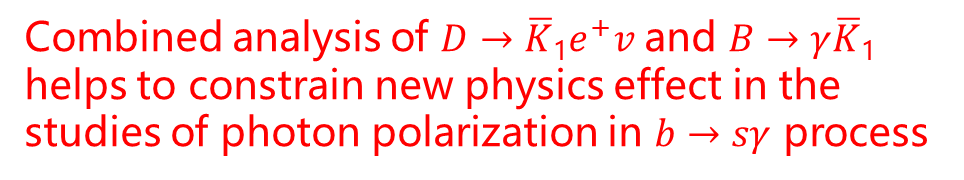 Combined analysis of D → K̅₁e⁺ν and B → γK̅₁
helps to constrain new physics effect in the
studies of photon polarization in b → sγ process